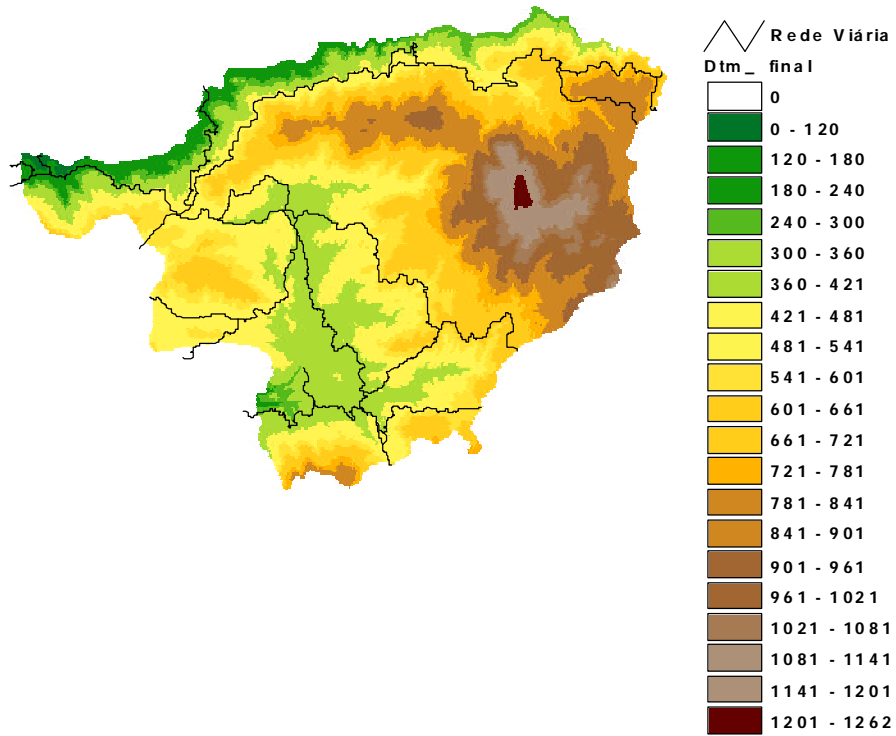 Rede Viária
Dtm_ final
0
0 - 120
120 - 180
180 - 240
240 - 300
300 - 360
360 - 421
421 - 481
481 - 541
541 - 601
601 - 661
661 - 721
721 - 781
781 - 841
841 - 901
901 - 961
961 - 1021
1021 - 1081
1081 - 1141
1141 - 1201
1201 - 1262